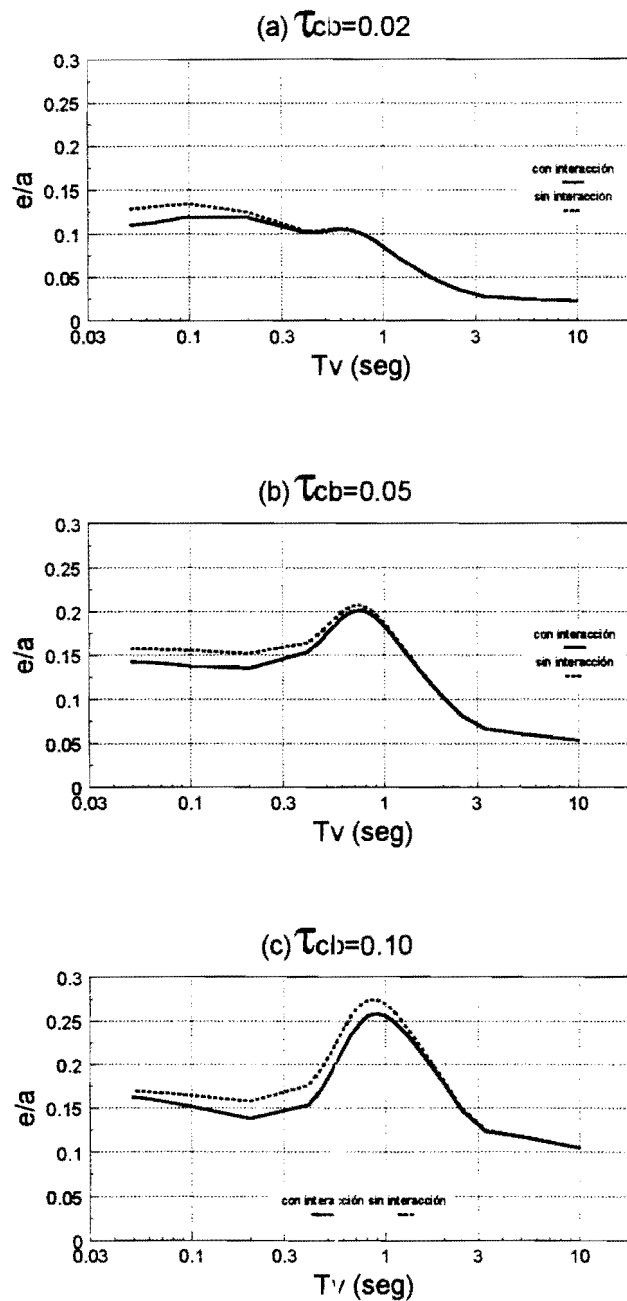 (a) τcb=0.02
0.3
0.25
0.2
0.15
0.1
0.05
0
e/a
con interacción
sin interacción
0.03 0.1 0.3 1 3 10
Tv (seg)
(b) τcb=0.05
0.3
0.25
0.2
0.15
0.1
0.05
0
e/a
con interacción
sin interacción
0.03 0.1 0.3 1 3 10
Tv (seg)
(c) τcb=0.10
0.3
0.25
0.2
0.15
0.1
0.05
0
e/a
con interacción sin interacción
0.03 0.1 0.3 1 3 10
Tv (seg)